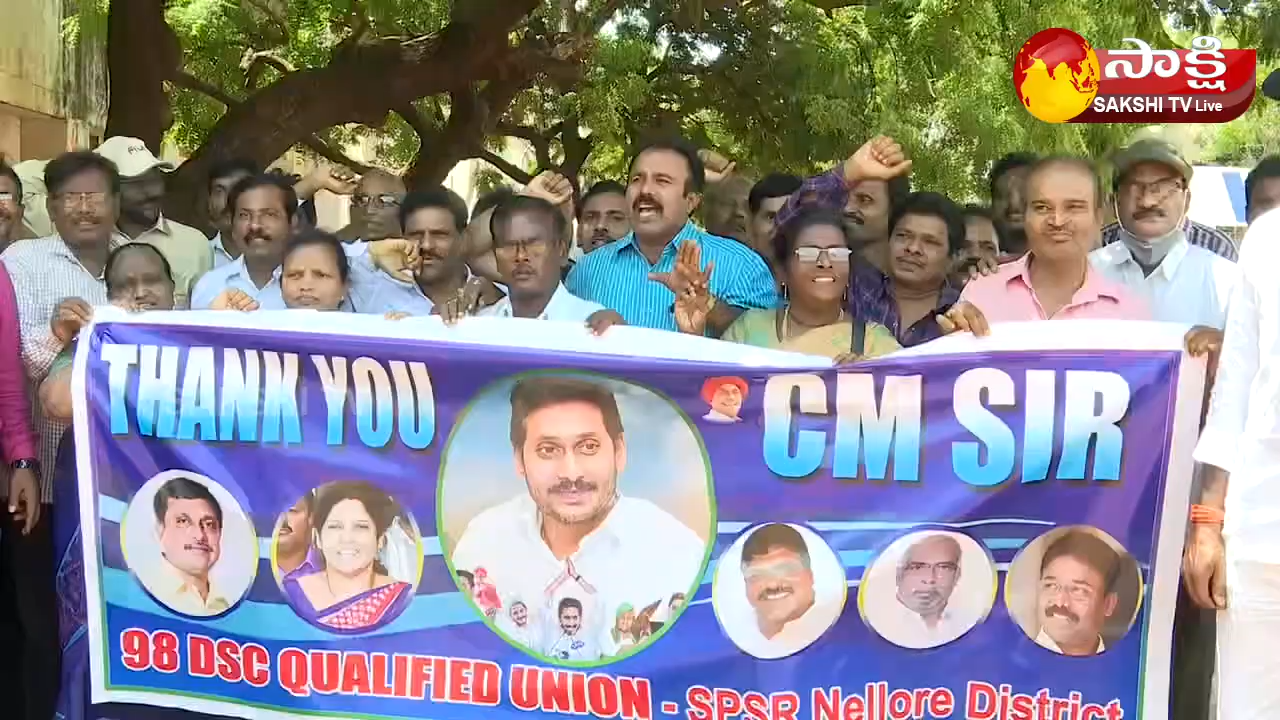 సాక్షి
SAKSHI TV Live
THANK YOU CM SIR
98 DSC QUALIFIED UNION - SPSR Nellore District